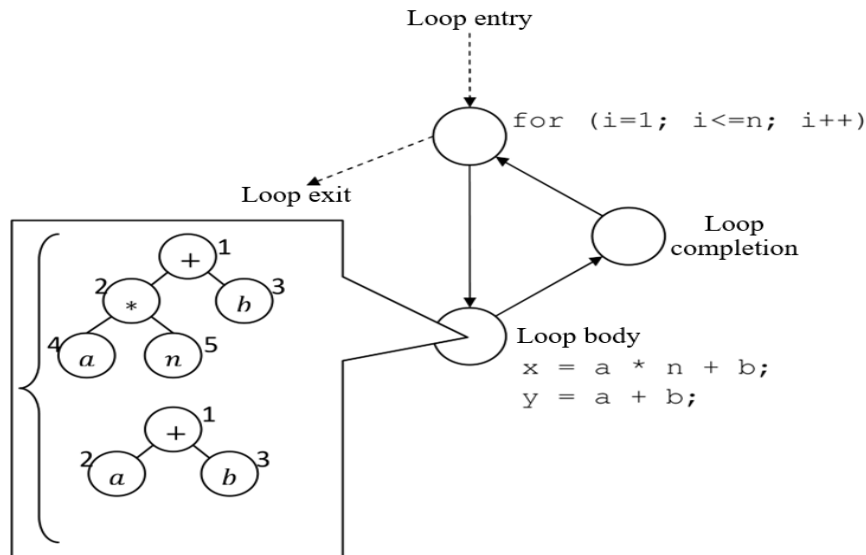 Loop entry
for (i=1; i<=n; i++)
Loop exit
Loop
completion
Loop body
x = a * n + b;
y = a + b;
+ 1
2 * b 3
4 a n 5
+ 1
2 a b 3